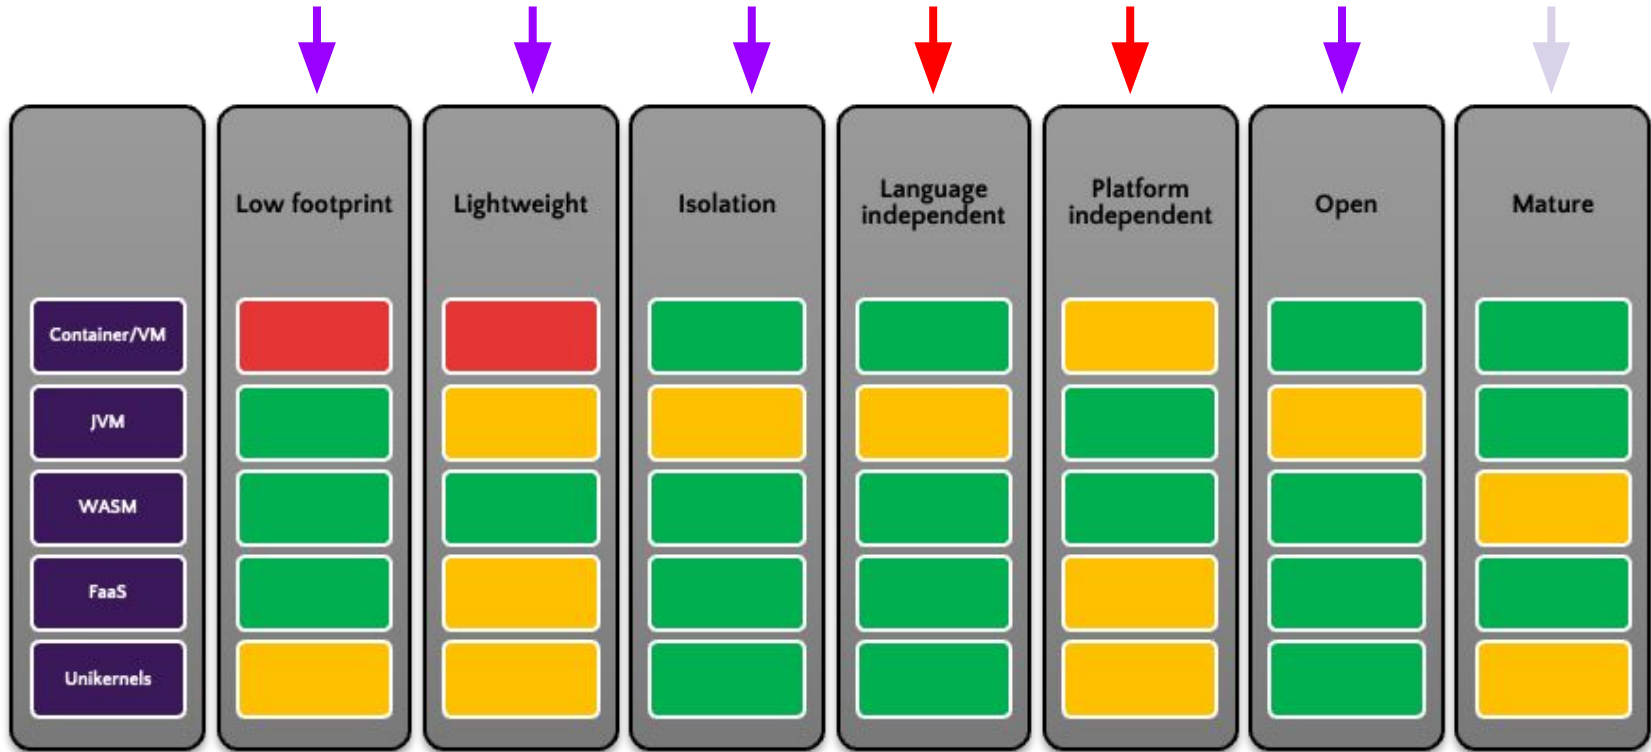 Low footprint
Lightweight
Isolation
Language
independent
Platform
independent
Open
Mature
Container/VM
JVM
WASM
FaaS
Unikernels